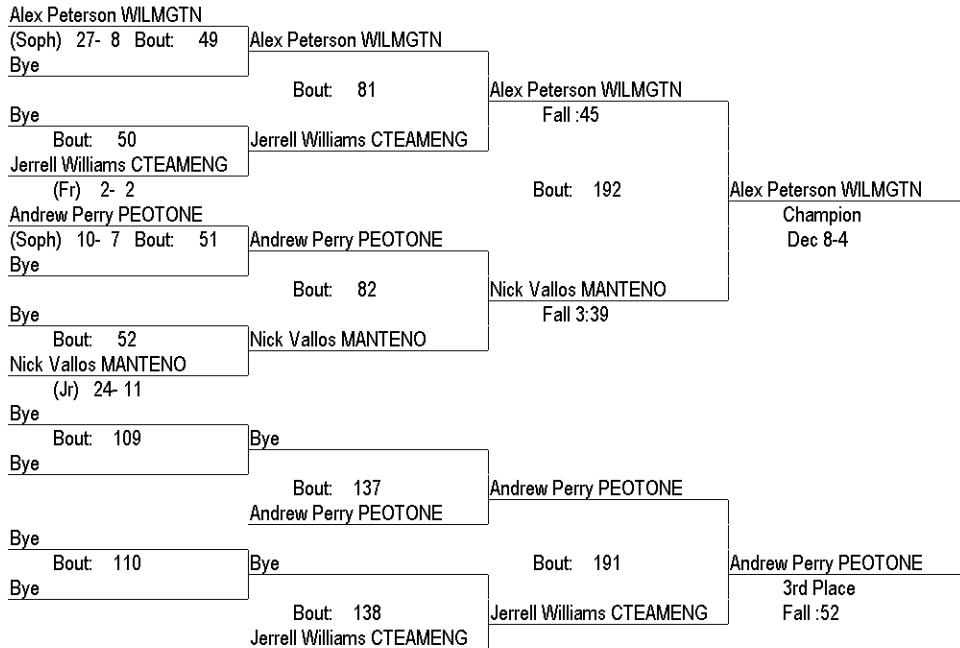 Alex Peterson WILMGTN
(Soph) 27- 8 Bout: 49 Alex Peterson WILMGTN
Bye
Bout: 81 Alex Peterson WILMGTN
Bye Fall :45
Bout: 50 Jerrell Williams CTEAMENG
Jerrell Williams CTEAMENG
(Fr) 2- 2 Bout: 192 Alex Peterson WILMGTN
Andrew Perry PEOTONE Champion
(Soph) 10- 7 Bout: 51 Andrew Perry PEOTONE Dec 8-4
Bye
Bout: 82 Nick Vallos MANTENO
Bye Fall 3:39
Bout: 52 Nick Vallos MANTENO
Nick Vallos MANTENO
(Jr) 24- 11
Bye
Bout: 109 Bye
Bye
Bout: 137 Andrew Perry PEOTONE
Andrew Perry PEOTONE
Bye
Bout: 110 Bye Bout: 191 Andrew Perry PEOTONE
Bye 3rd Place
Bout: 138 Jerrell Williams CTEAMENG Fall :52
Jerrell Williams CTEAMENG